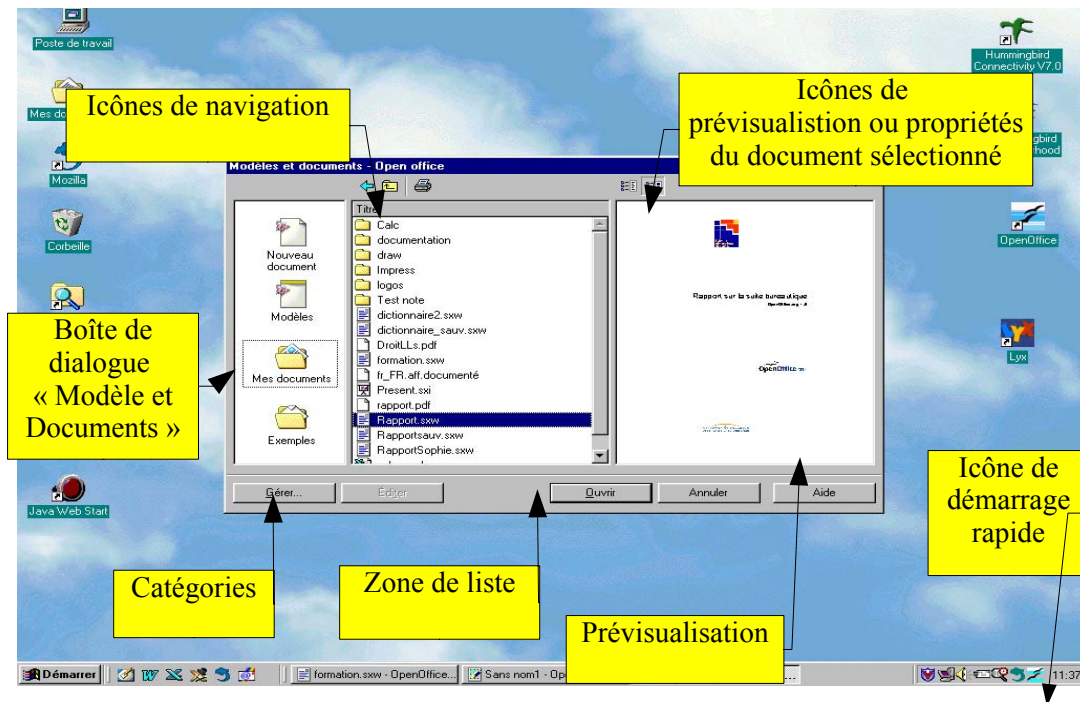 Poste de travail
Hummingbird
Connectivity V7.0
Icônes de navigation
Icônes de
prévisualistion ou propriétés
du document sélectionné
Mes do
gbird
hood
Mozilla
Modèles et documents - Open office
Titre
Corbeille
OpenOffice
Nouveau
document
Modèles
Mes documents
Exemples
Calc
documentation
draw
Impress
logos
Test note
dictionnaire2.sxw
dictionnaire_sauv.sxw
DroitLLs.pdf
formation.sxw
fr_FR.aff.documenté
Present.sxi
rapport.pdf
Rapport.sxw
Rapportsauv.sxw
RapportSophie.sxw
Rapport sur la suite bureautique
OpenOffice
Boîte de
dialogue
« Modèle et
Documents »
Lyx
Gérer...
Éditer
Ouvrir
Annuler
Aide
Icône de
démarrage
rapide
Java Web Start
Catégories
Zone de liste
Prévisualisation
Démarrer
formation.sxw - OpenOffice...
Sans nom1 - Op
...
11:37